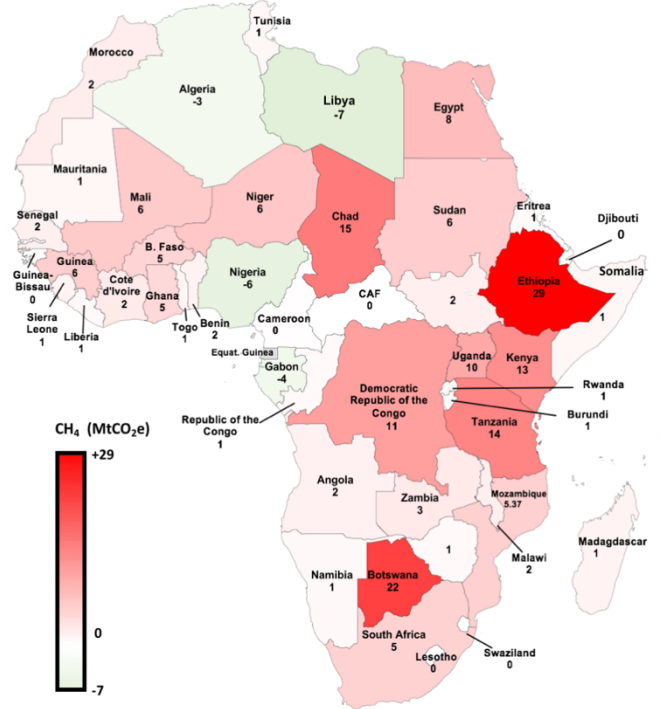 Tunisia
1
Morocco
2
Algeria
-3
Libya
-7
Egypt
8
Mauritania
1
Mali
6
Niger
6
Chad
15
Sudan
6
Eritrea
1
Djibouti
0
Senegal
2
Guinea
6
Guinea-
Bissau
0
B. Faso
5
Cote
d'Ivoire
2
Ghana
5
Nigeria
-6
Sierra
Leone
1
Liberia
1
Togo
1
Benin
2
Cameroon
0
CAF
0
2
Ethiopia
29
Somalia
1
Equat. Guinea
Gabon
-4
Republic of the
Congo
1
Democratic
Republic of the
Congo
11
Uganda
10
Kenya
13
Rwanda
1
Burundi
1
Tanzania
14
CH₄ (MtCO₂e)
+29
0
-7
Angola
2
Zambia
3
Mozambique
5.37
Malawi
2
Madagdascar
1
Namibia
1
Botswana
22
1
South Africa
5
Lesotho
0
Swaziland
0